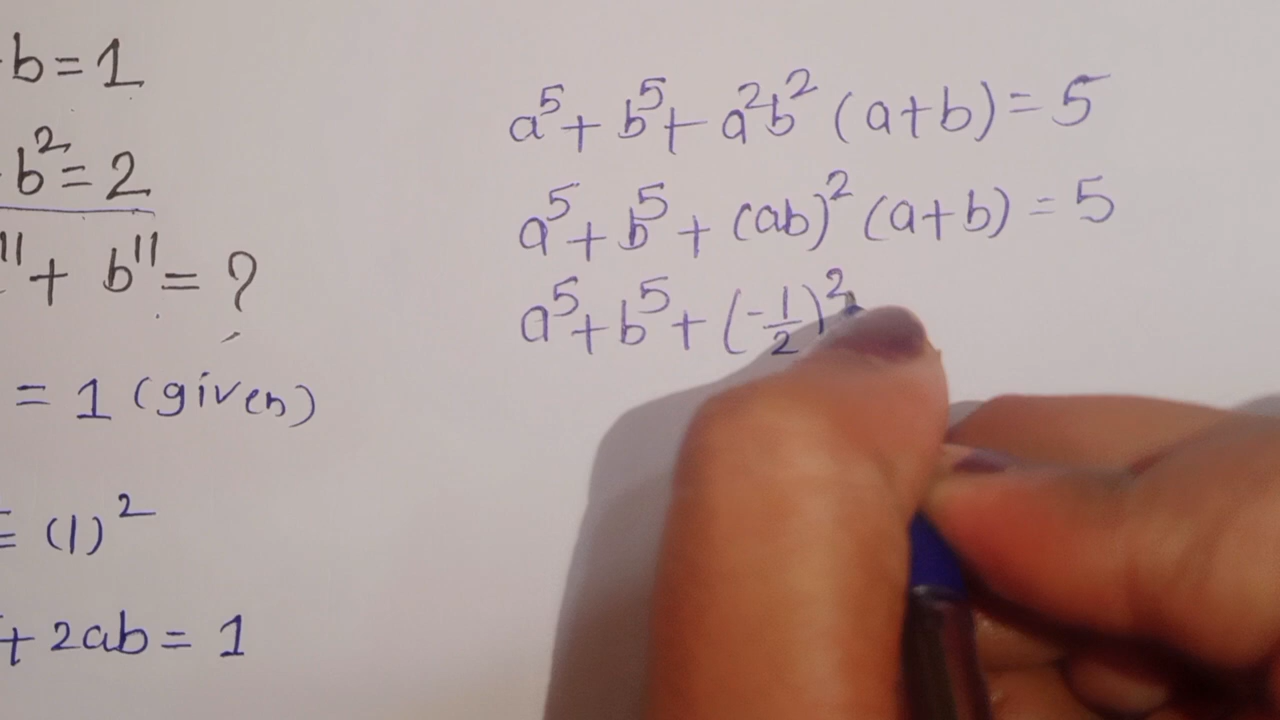 b = 1
b² = 2
¹¹ + b¹¹ = ?
= 1 (given)
= (1)²
+ 2ab = 1
a⁵ + b⁵ + a²b² (a+b) = 5
a⁵ + b⁵ + (ab)² (a+b) = 5
a⁵ + b⁵ + (-1/2)²